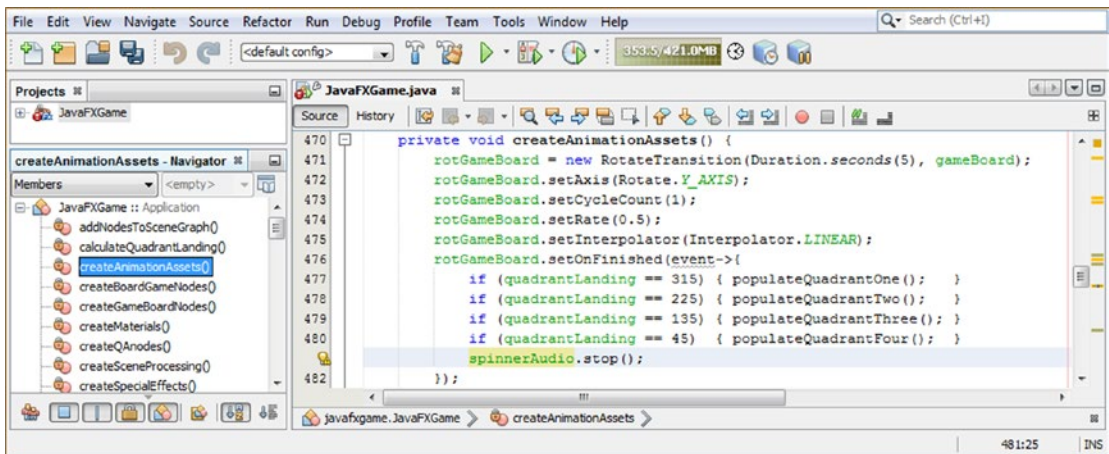 File Edit View Navigate Source Refactor Run Debug Profile Team Tools Window Help
Search (Ctrl+I)
<default config>
353.5/421.0MB
Projects
JavaFXGame
createAnimationAssets - Navigator
Members
<empty>
JavaFXGame :: Application
addNodesToSceneGraph()
calculateQuadrantLanding()
createAnimationAssets()
createBoardGameNodes()
createGameBoardNodes()
createMaterials()
createQAnodes()
createSceneProcessing()
createSpecialEffects()
JavaFXGame.java
Source History
470 private void createAnimationAssets() {
471 rotGameBoard = new RotateTransition(Duration.seconds(5), gameBoard);
472 rotGameBoard.setAxis(Rotate.Y_AXIS);
473 rotGameBoard.setCycleCount(1);
474 rotGameBoard.setRate(0.5);
475 rotGameBoard.setInterpolator(Interpolator.LINEAR);
476 rotGameBoard.setOnFinished(event->{
477 if (quadrantLanding == 315) { populateQuadrantOne(); }
478 if (quadrantLanding == 225) { populateQuadrantTwo(); }
479 if (quadrantLanding == 135) { populateQuadrantThree(); }
480 if (quadrantLanding == 45) { populateQuadrantFour(); }
spinnerAudio.stop();
482 });
javafxgame.JavaFXGame createAnimationAssets
481:25 INS